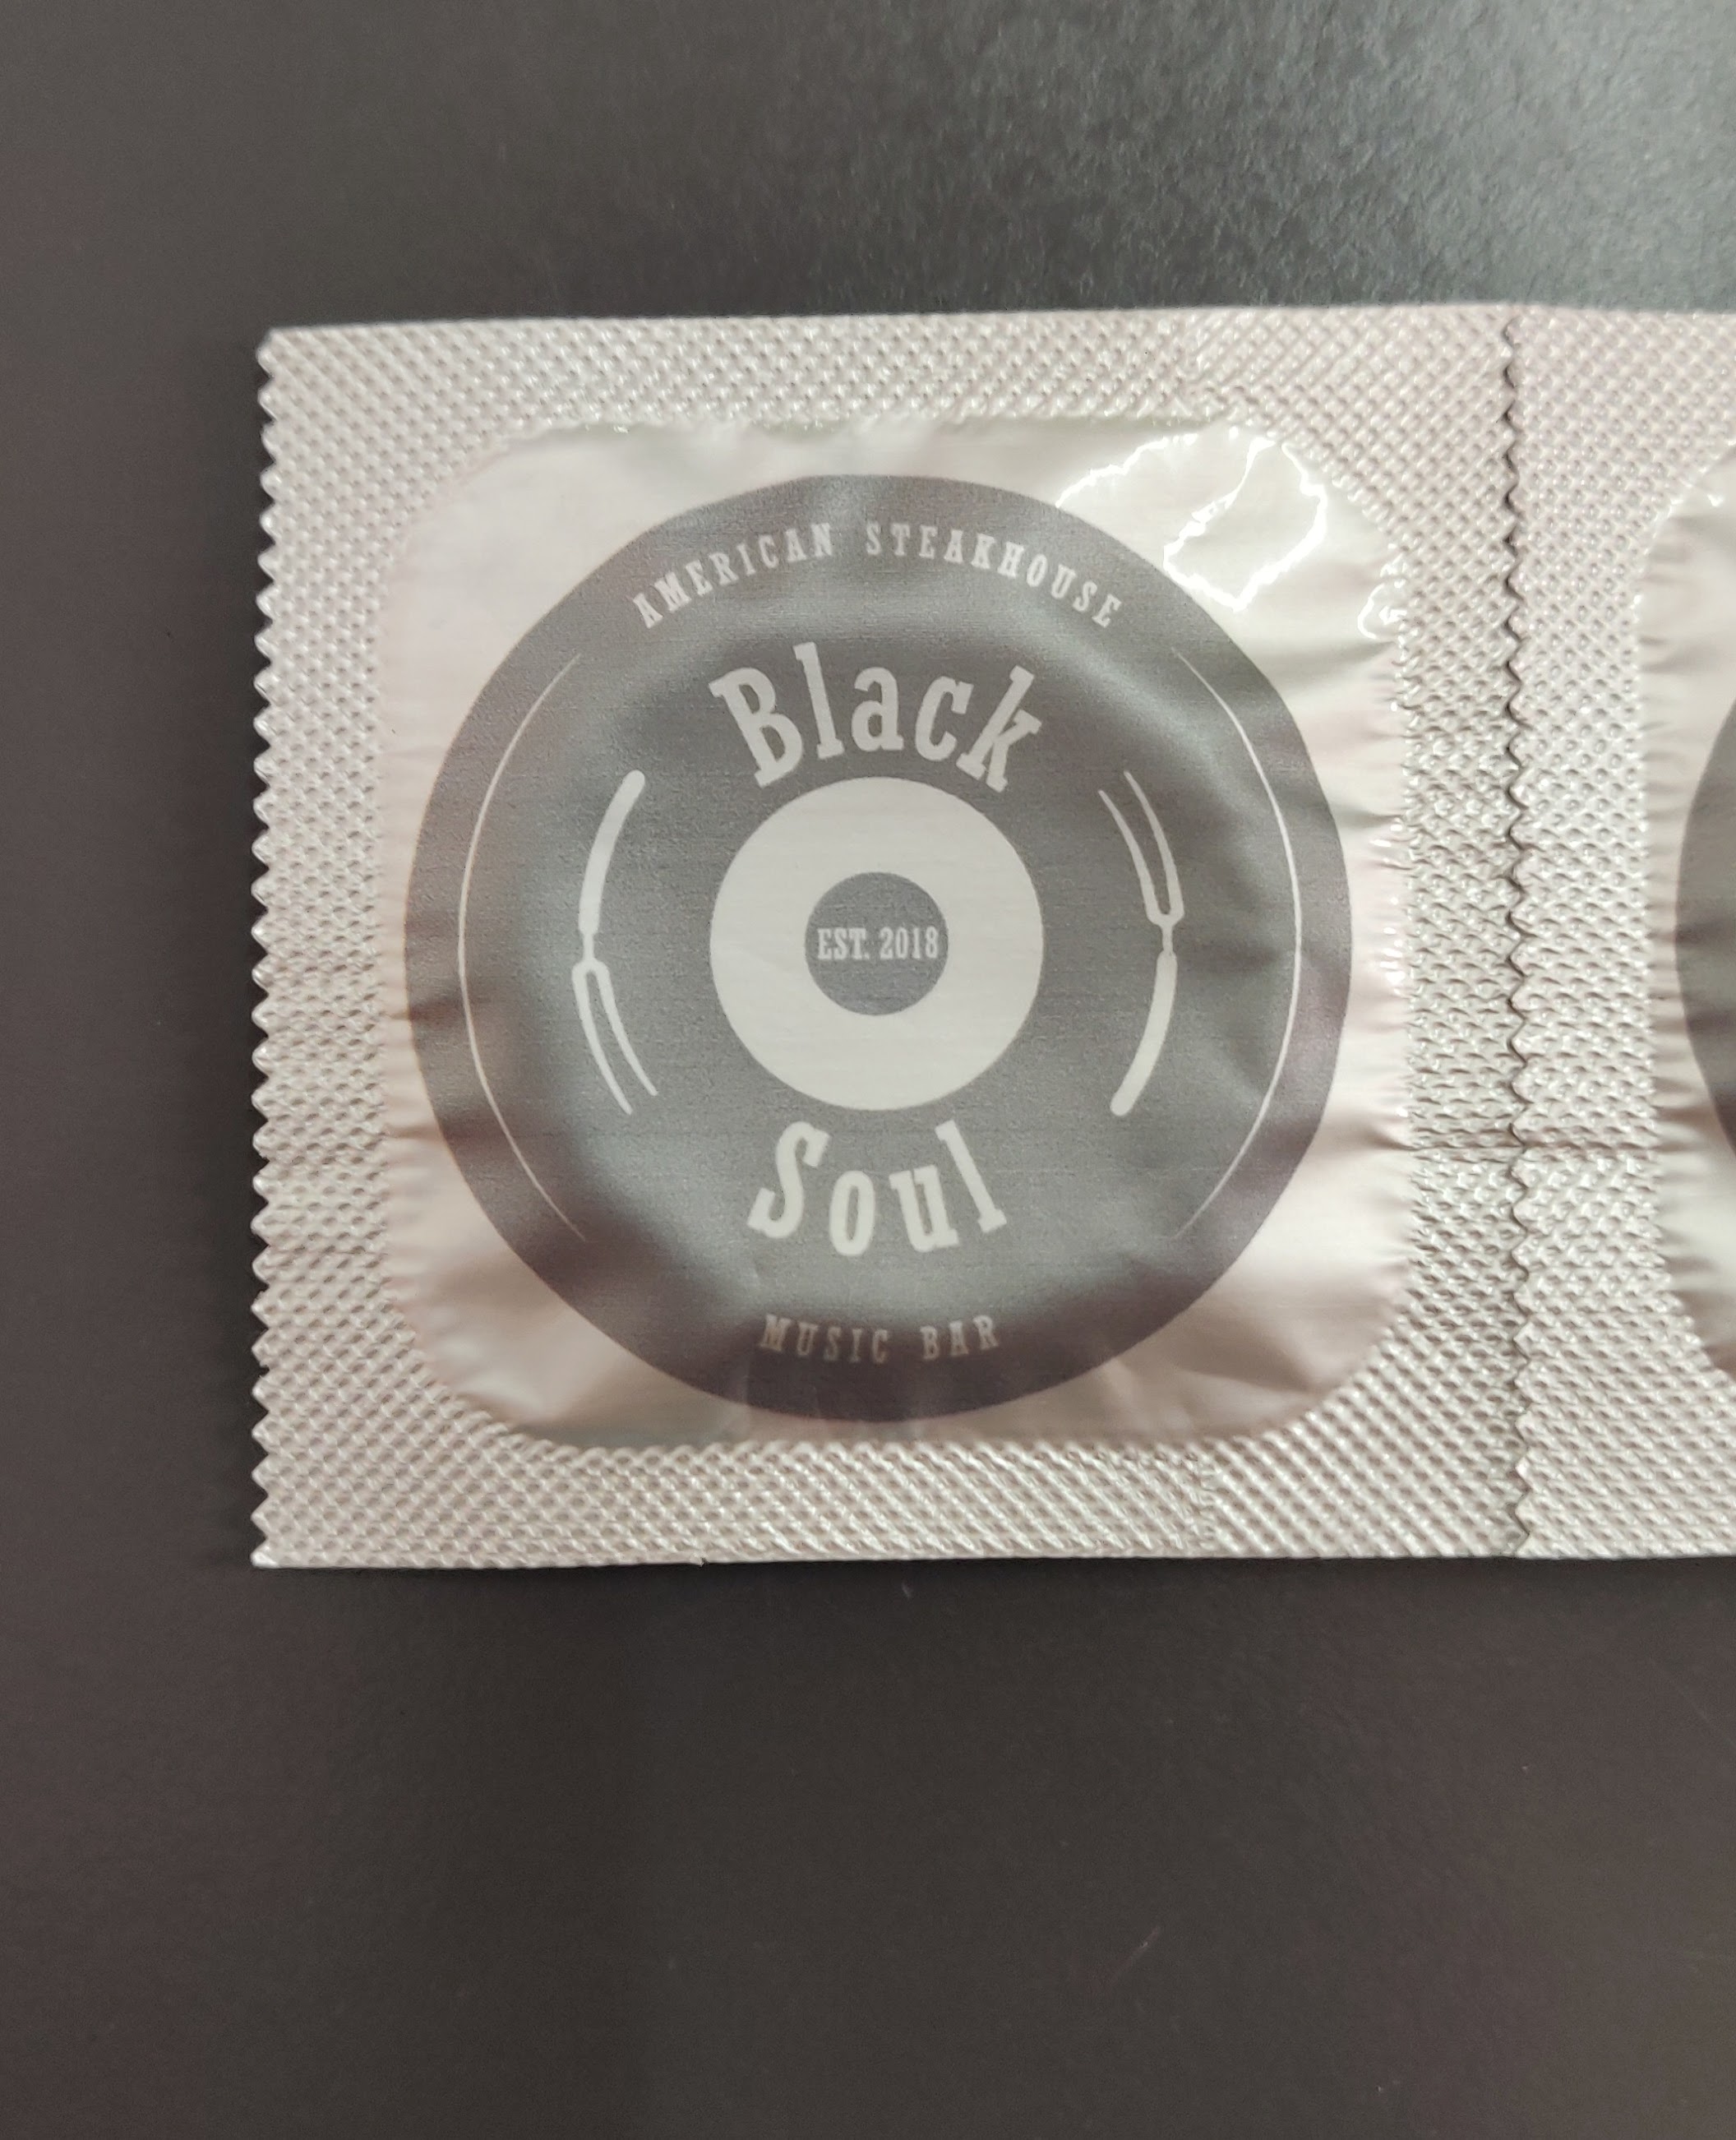 AMERICAN STEAKHOUSE
Black
EST. 2018
Soul
MUSIC BAR